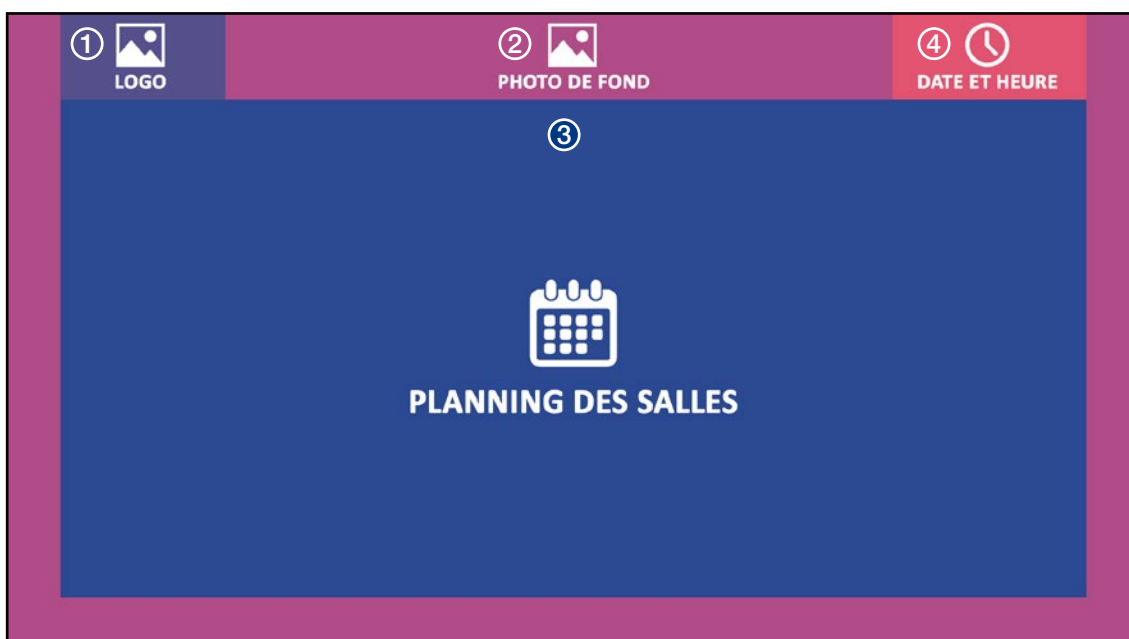 ① LOGO
② PHOTO DE FOND
④ DATE ET HEURE
③
PLANNING DES SALLES